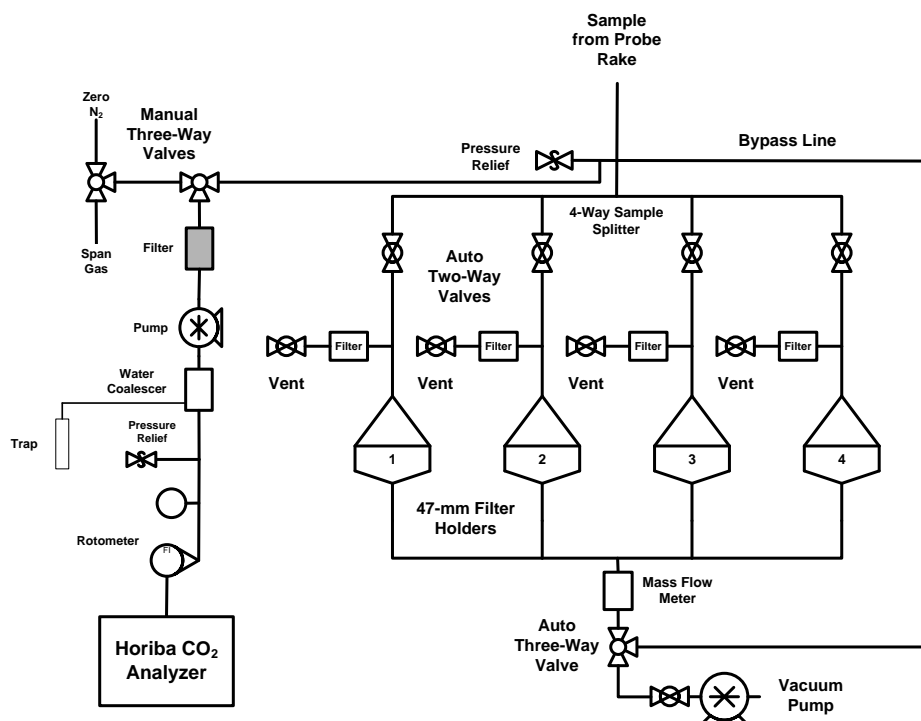 Sample
from Probe
Rake
Zero
N₂
Manual
Three-Way
Valves
Pressure
Relief
Bypass Line
4-Way Sample
Splitter
Span
Gas
Filter
Auto
Two-Way
Valves
Pump
Filter
Filter
Filter
Filter
Vent
Vent
Vent
Vent
Water
Coalescer
Trap
Pressure
Relief
1
2
3
4
47-mm Filter
Holders
Rotometer
FI
Mass Flow
Meter
Auto
Three-Way
Valve
Horiba CO₂
Analyzer
Vacuum
Pump